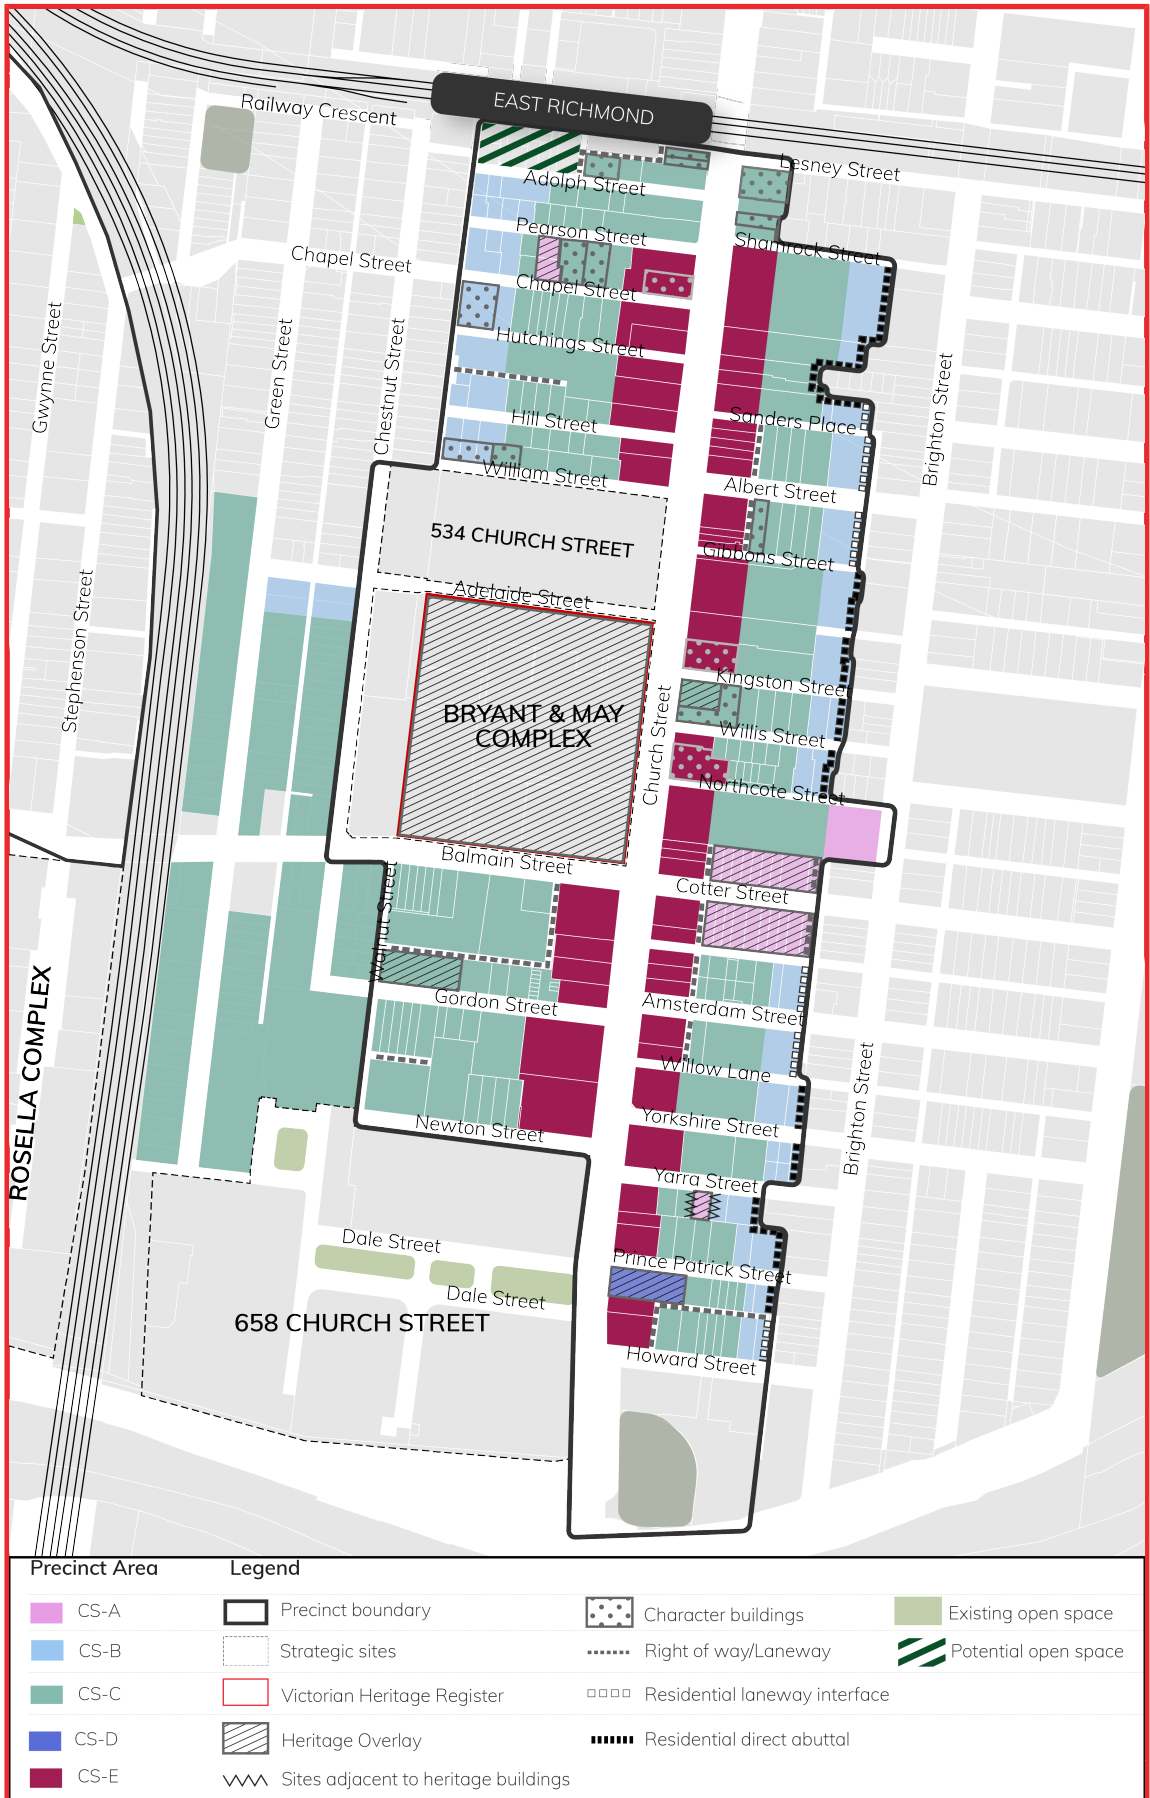 EAST RICHMOND
Railway Crescent
Lesney Street
Adolph Street
Pearson Street
Shamrock Street
Chapel Street
Chapel Street
Hutchings Street
Gwynne Street
Green Street
Chestnut Street
Brighton Street
Sanders Place
Hill Street
William Street
Albert Street
534 CHURCH STREET
Gibbons Street
Adelaide Street
Stephenson Street
Kingston Street
BRYANT & MAY
COMPLEX
Church Street
Willis Street
Northcote Street
Balmain Street
Cotter Street
Walnut Street
Gordon Street
Amsterdam Street
ROSELLA COMPLEX
Willow Lane
Brighton Street
Newton Street
Yorkshire Street
Yarra Street
Dale Street
Prince Patrick Street
Dale Street
658 CHURCH STREET
Howard Street
Precinct Area
Legend
CS-A
Precinct boundary
Character buildings
Existing open space
CS-B
Strategic sites
Right of way/Laneway
Potential open space
CS-C
Victorian Heritage Register
Residential laneway interface
CS-D
Heritage Overlay
Residential direct abuttal
CS-E
Sites adjacent to heritage buildings